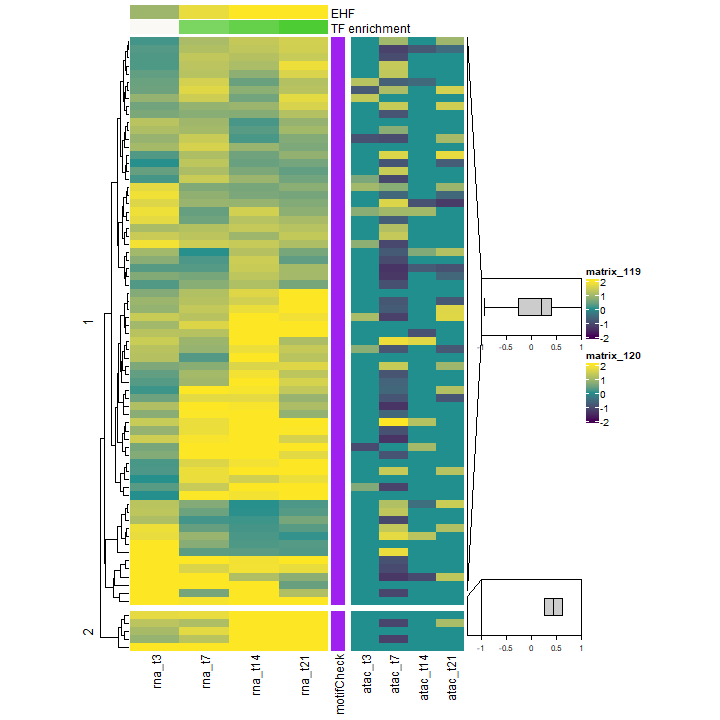 EHF
TF enrichment
1
2
rna_t3
rna_t7
rna_t14
rna_t21
motifCheck
atac_t3
atac_t7
atac_t14
atac_t21
-1 -0.5 0 0.5 1
-1 -0.5 0 0.5 1
matrix_119
2
1
0
-1
-2
matrix_120
2
1
0
-1
-2